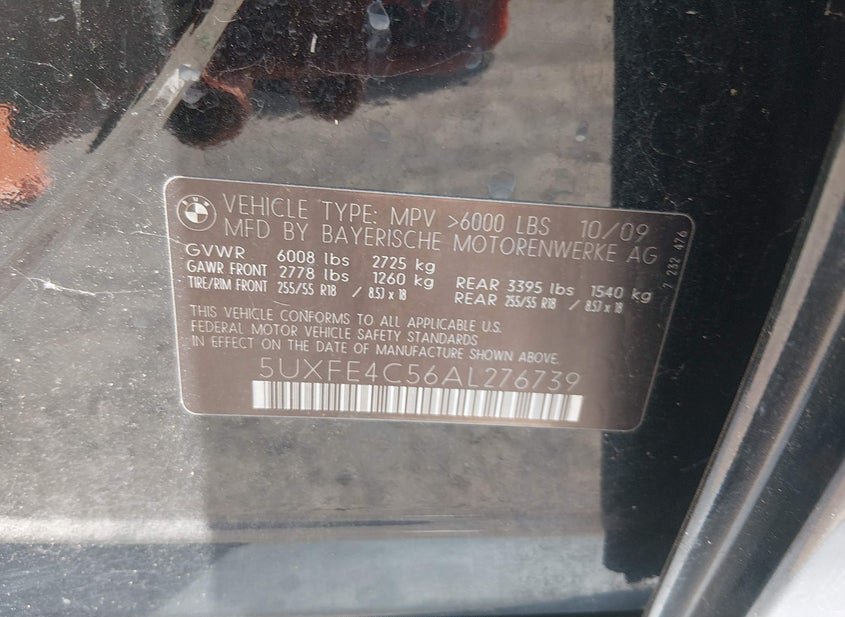 VEHICLE TYPE: MPV >6000 LBS 10/09
MFD BY BAYERISCHE MOTORENWERKE AG
GVWR 6008 lbs 2725 kg
GAWR FRONT 2778 lbs 1260 kg REAR 3395 lbs 1540 kg
TIRE/RIM FRONT 255/55 R18 / 8.5J x 18 REAR 255/55 R18 / 8.5J x 18
THIS VEHICLE CONFORMS TO ALL APPLICABLE U.S.
FEDERAL MOTOR VEHICLE SAFETY STANDARDS
IN EFFECT ON THE DATE OF MANUFACTURE SHOWN ABOVE.
5UXFE4C56AL276739
7 232 476